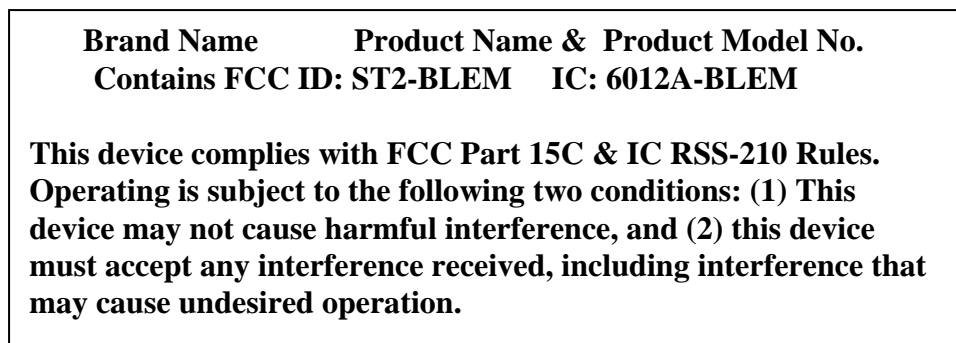 Brand Name Product Name & Product Model No.
Contains FCC ID: ST2-BLEM IC: 6012A-BLEM
This device complies with FCC Part 15C & IC RSS-210 Rules.
Operating is subject to the following two conditions: (1) This
device may not cause harmful interference, and (2) this device
must accept any interference received, including interference that
may cause undesired operation.